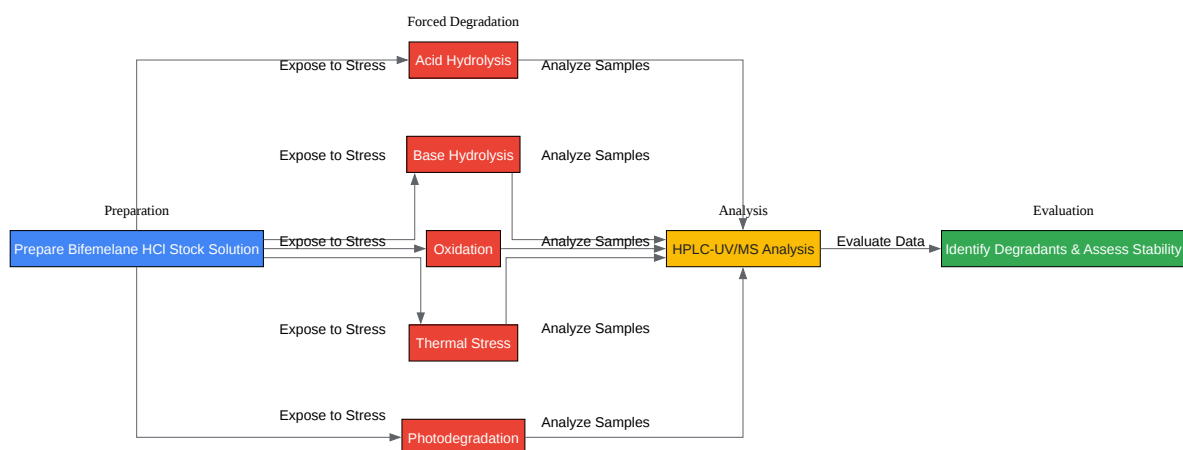 Forced Degradation
Expose to Stress
Acid Hydrolysis
Analyze Samples
Expose to Stress
Base Hydrolysis
Analyze Samples
Preparation
Analysis
Evaluation
Prepare Bifemelane HCl Stock Solution
Expose to Stress
Oxidation
Analyze Samples
HPLC-UV/MS Analysis
Evaluate Data
Identify Degradants & Assess Stability
Expose to Stress
Thermal Stress
Analyze Samples
Expose to Stress
Photodegradation
Analyze Samples